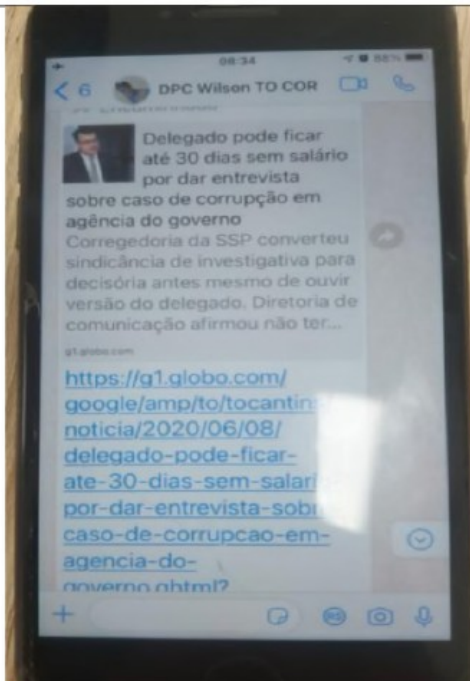 08:34
88%
6
DPC Wilson TO COR
Delegado pode ficar
até 30 dias sem salário
por dar entrevista
sobre caso de corrupção em
agência do governo
Corregedoria da SSP converteu
sindicância de investigativa para
decisória antes mesmo de ouvir
versão do delegado. Diretoria de
comunicação afirmou não ter...
g1.globo.com
https://g1.globo.com/
google/amp/to/tocantins
noticia/2020/06/08/
delegado-pode-ficar-
ate-30-dias-sem-salari
por-dar-entrevista-sob
caso-de-corrupcao-em-
agencia-do-
governo.ghtml?